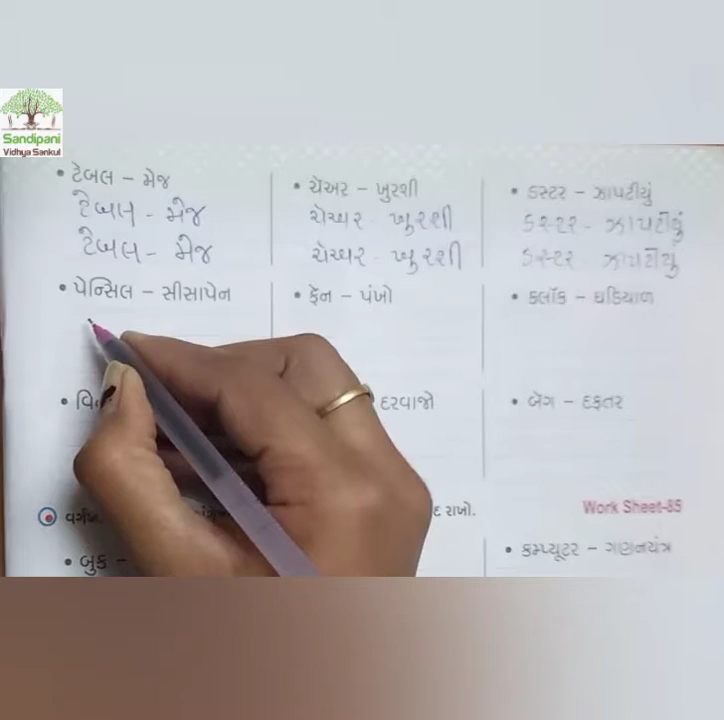 Sandipani
Vidhya Sankul
• ટેબલ – મેજ
ટેબલ - મેજ
ટેબલ - મેજ
• ચેઅર – ખુરશી
ચેઅર - ખુરશી
ચેઅર - ખુરશી
• ડસ્ટર – ઝાપટીયું
ડસ્ટર - ઝાપટીયું
ડસ્ટર ઝાપટીયું
• પેન્સિલ – સીસાપેન
• ફેન – પંખો
• ક્લૉક – ઘડિયાળ
દરવાજો
• બેગ – દફતર
રાખો.
Work Sheet-85
• બુક –
• કમ્પ્યૂટર – ગણનયંત્ર